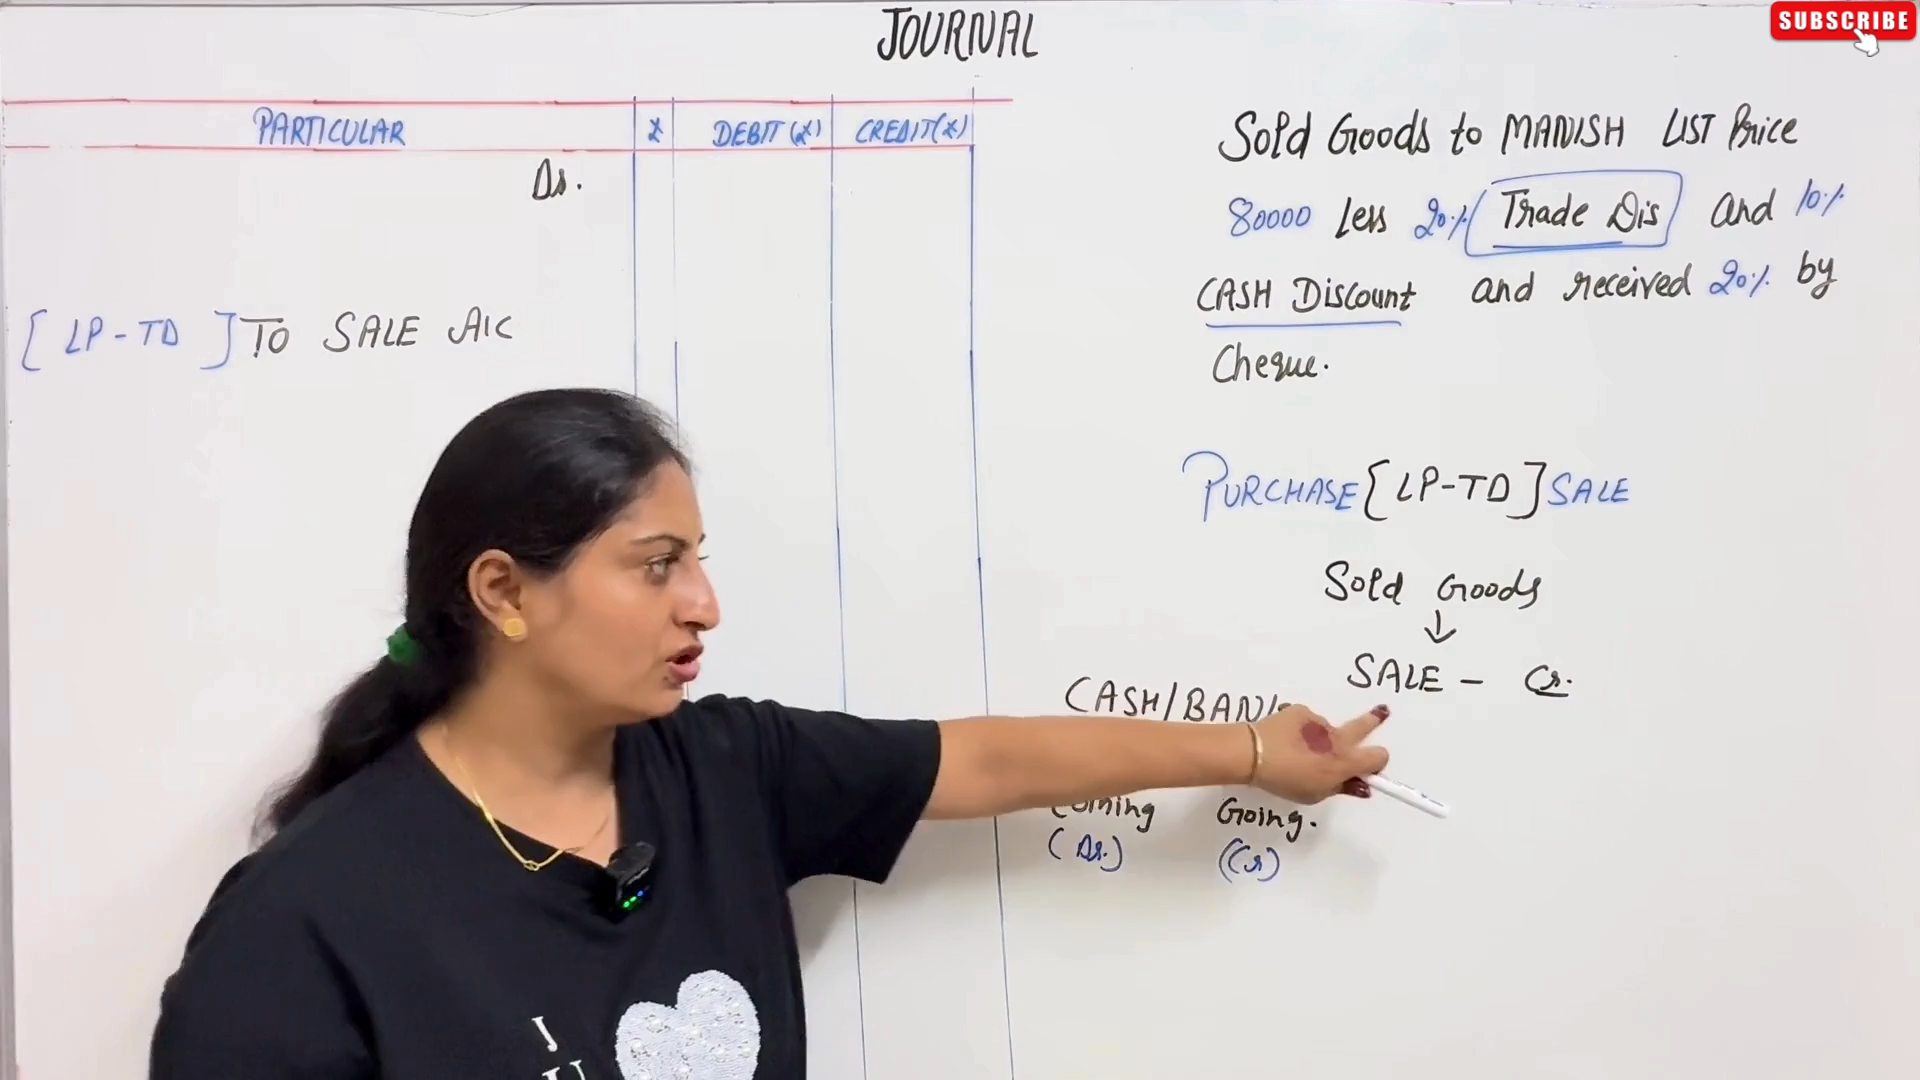 JOURNAL
SUBSCRIBE
PARTICULAR
DEBIT(₹)
CREDIT(₹)
Dr.
[LP-TD] TO SALE A/C
Sold Goods to MANISH LIST Price
80000 Less 20% Trade Dis and 10%
CASH Discount and received 20% by
Cheque.
PURCHASE [LP-TD] SALE
Sold Goods
↓
SALE - Cr.
CASH/BANK
Coming Going.
(Dr.) (Cr)
J
U